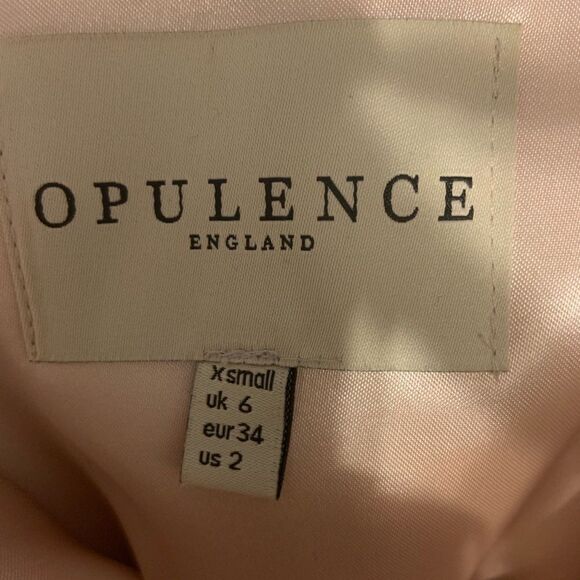 OPULENCE
ENGLAND
xsmall
uk 6
eur34
us 2